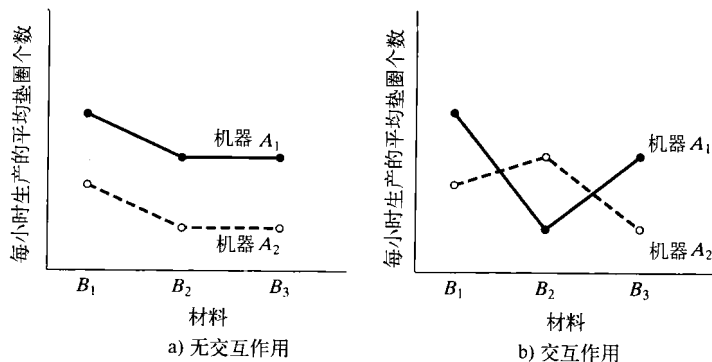 每小时生产的平均垫圈个数
机器 A₁
机器 A₂
B₁ B₂ B₃
材料
a) 无交互作用
每小时生产的平均垫圈个数
机器 A₁
机器 A₂
B₁ B₂ B₃
材料
b) 交互作用